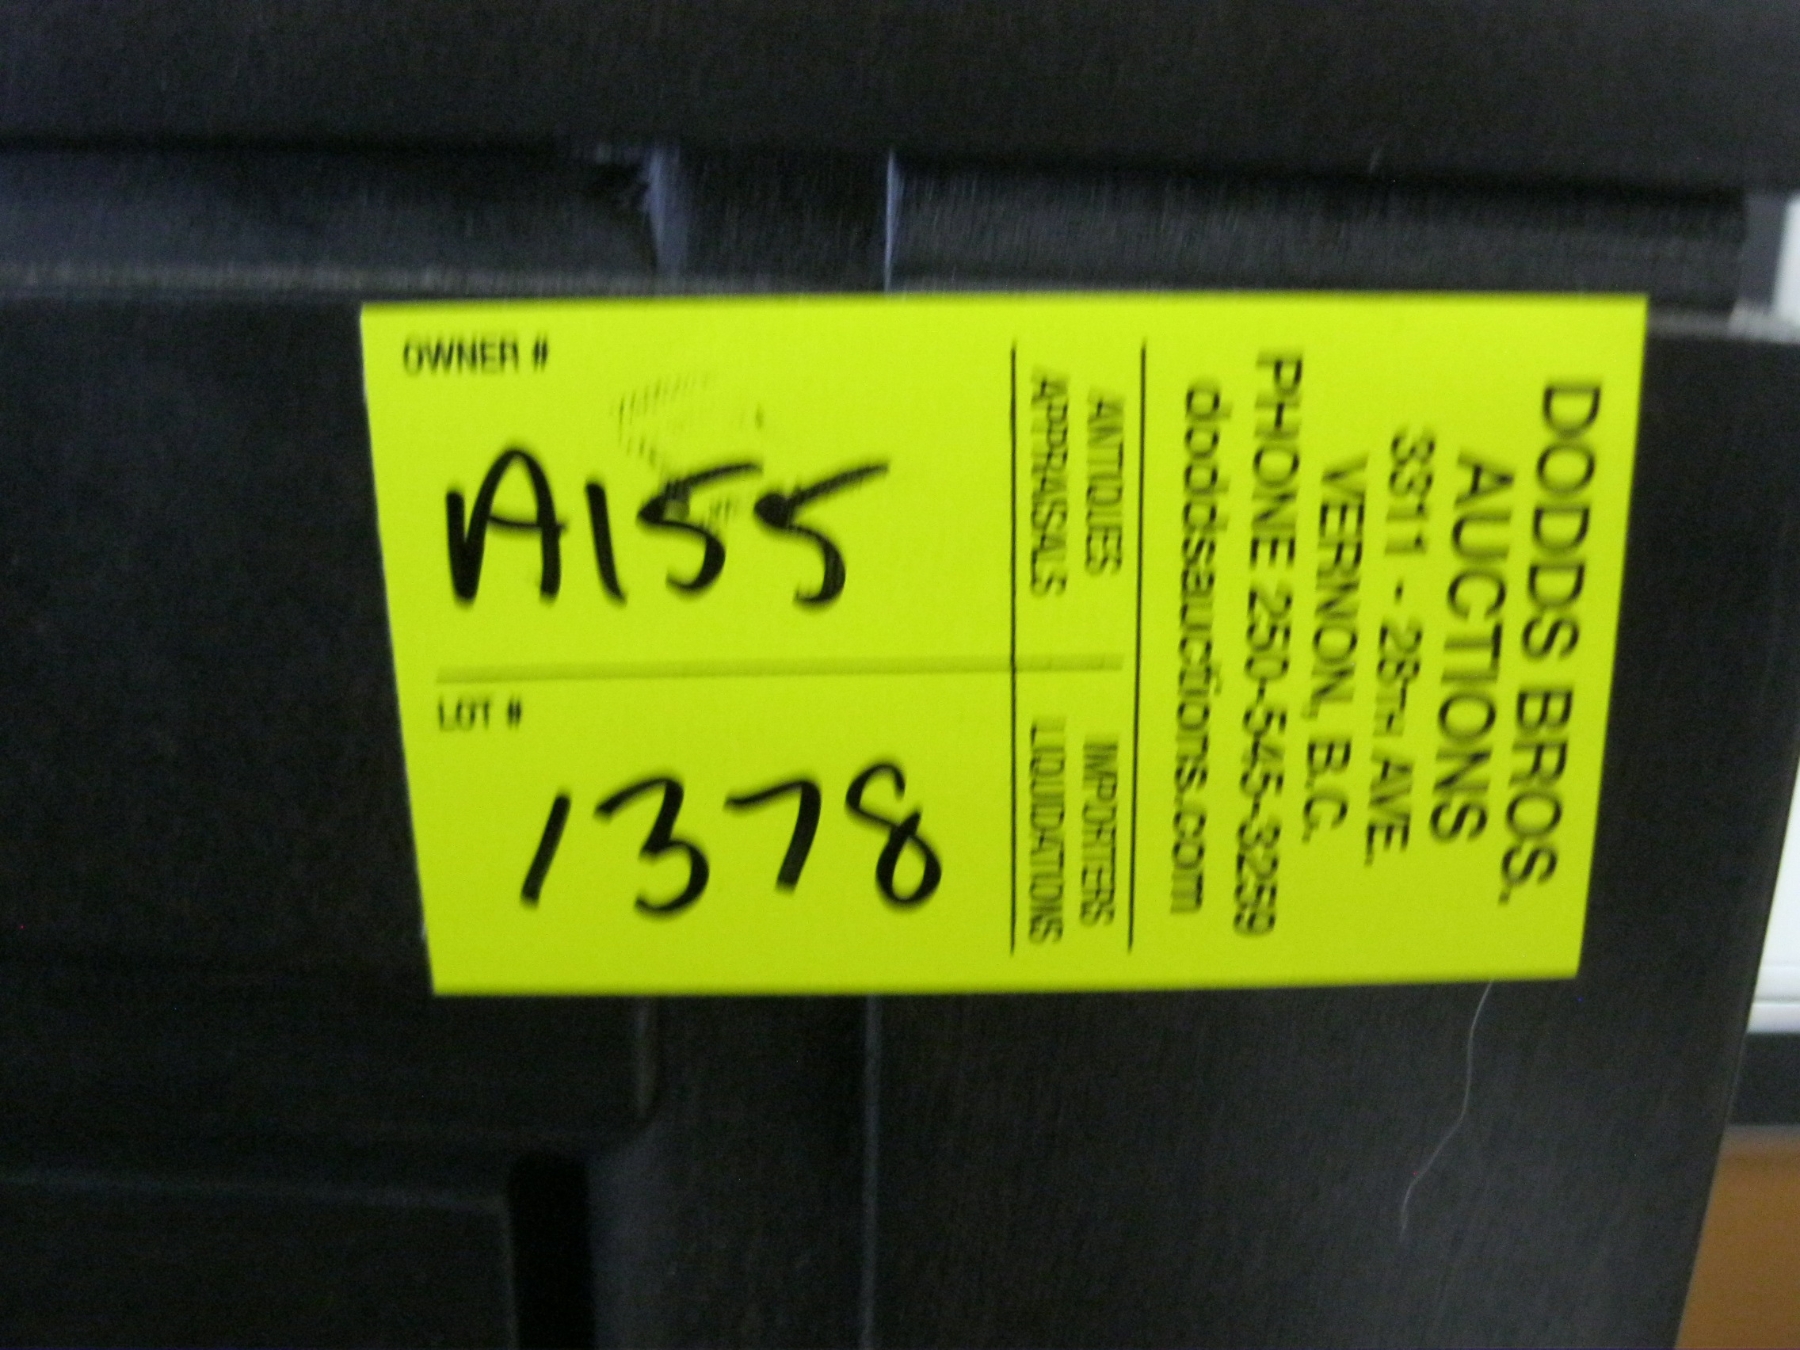 OWNER #
A155
LOT #
1378
DODDS BROS.
AUCTIONS
3311 - 28TH AVE.
VERNON, B.C.
PHONE 250-545-3259
doddsauctions.com
ANTIQUES IMPORTERS
APPRAISALS LIQUIDATIONS